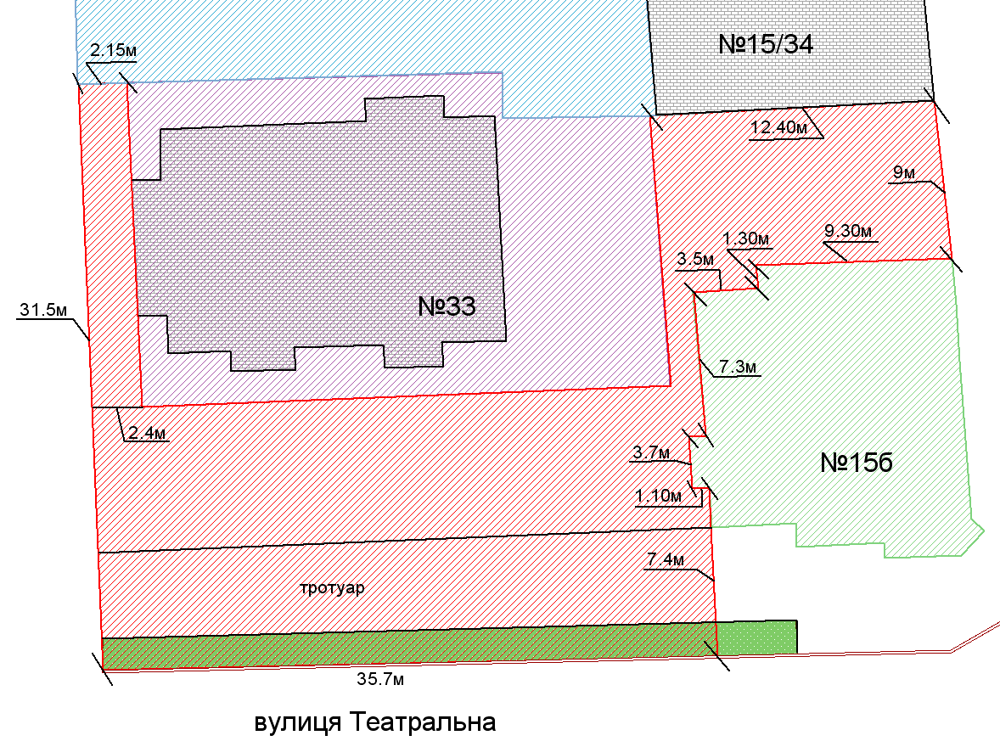 2.15м
№15/34
12.40м
9м
1.30м
9.30м
3.5м
№33
31.5м
7.3м
2.4м
3.7м
№15б
1.10м
7.4м
тротуар
35.7м
вулиця Театральна